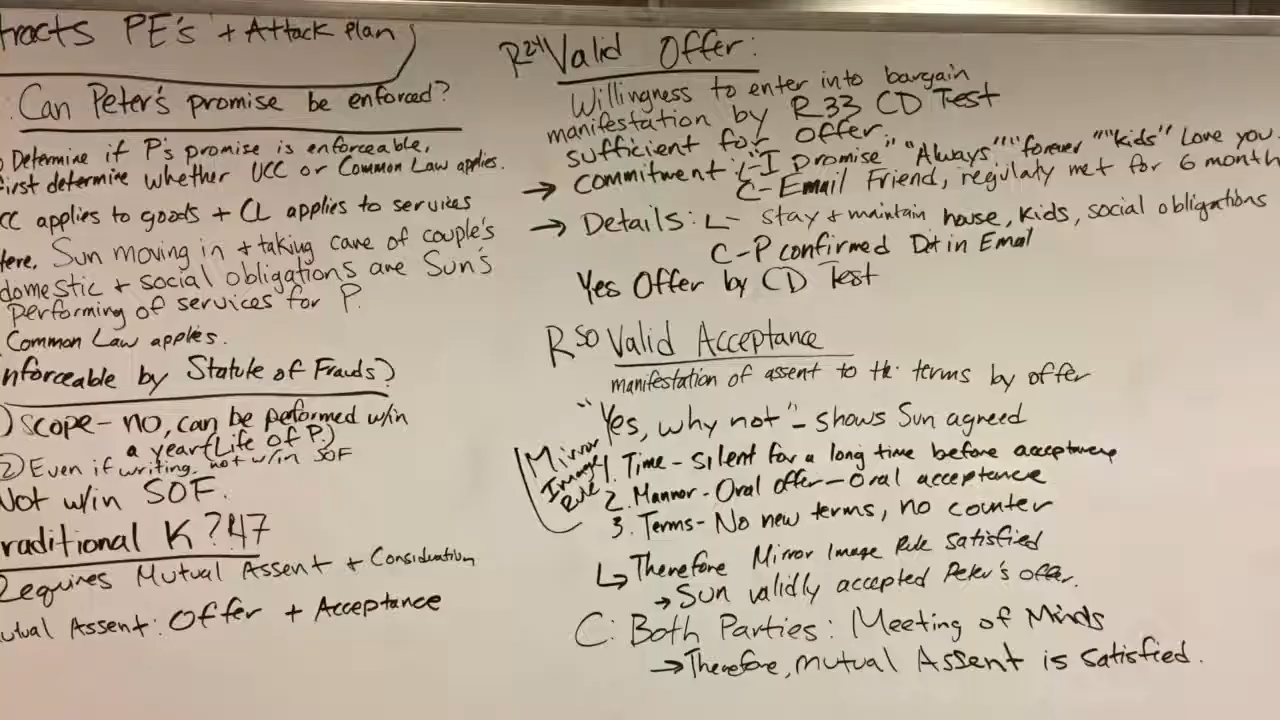 tracts PE's + Attack Plan
: Can Peter's promise be enforced?
Determine if P's promise is enforceable,
irst determine whether UCC or Common Law applies.
CC applies to goods + CL applies to services
Here, Sun moving in + taking care of couple's
domestic + social obligations are Sun's
performing of services for P.
Common Law applies.
nforceable by Statute of Frauds?
1) Scope - no, can be peformed w/in
a year (Life of P.)
② Even if writing, not w/in SOF
Not w/in SOF.
raditional K?
Requires Mutual Assent + Consideration
utual Assent: Offer + Acceptance
R24 Valid Offer:
Willingness to enter into bargain
manifestation by R33 CD Test
sufficient for offer.
→ Commitment: L- "I promise" "Always" "forever" "kids" Love you.
C- Email Friend, regulaty met for 6 month
→ Details: L- stay + maintain house, kids, social obligations
C- P confirmed D+ in Email
Yes Offer by CD Test
R50 Valid Acceptance
manifestation of assent to the terms by offer
"Yes, why not" - shows Sun agreed
Mirror Image Rule
1. Time - Silent for a long time before acceptance
2. Mannor - Oral offer - Oral acceptance
3. Terms - No new terms, no counter
↳ Therefore Mirror Image Rule satisfied
→ Sun validly accepted Peter's offer.
C: Both Parties: Meeting of Minds
→ Therefore, mutual Assent is satisfied.